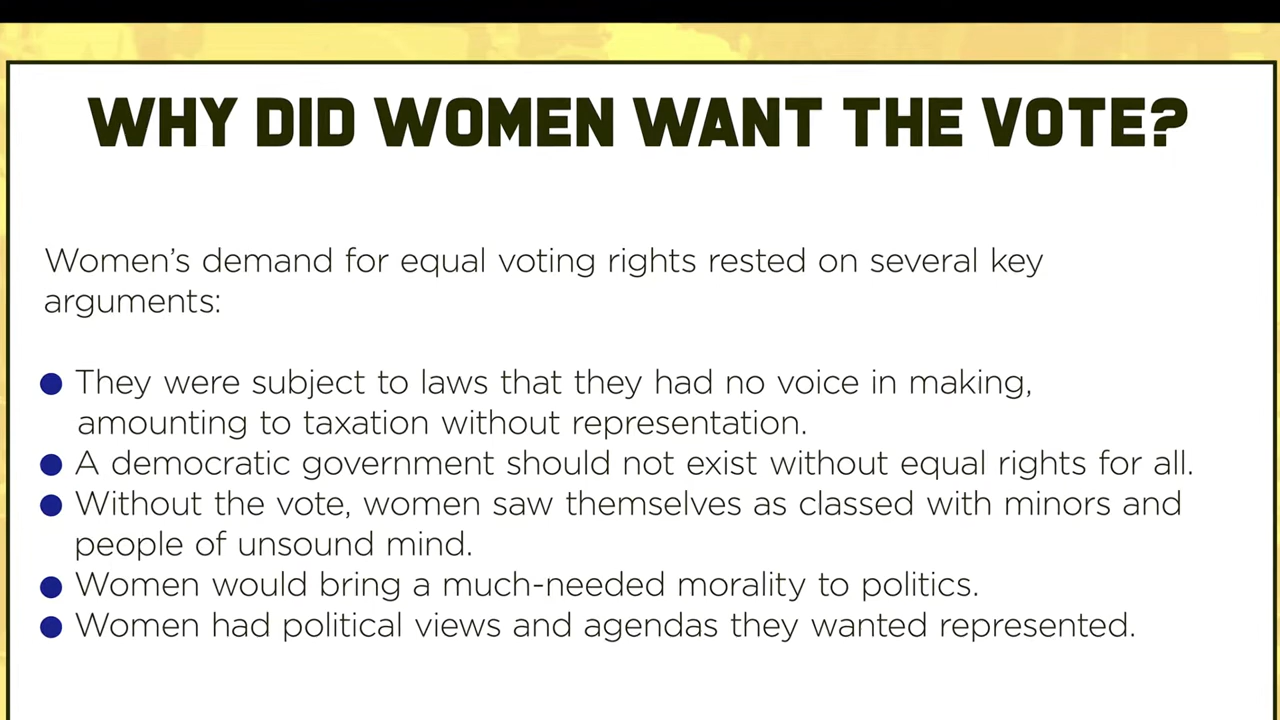 WHY DID WOMEN WANT THE VOTE?
Women's demand for equal voting rights rested on several key
arguments:
● They were subject to laws that they had no voice in making,
amounting to taxation without representation.
● A democratic government should not exist without equal rights for all.
● Without the vote, women saw themselves as classed with minors and
people of unsound mind.
● Women would bring a much-needed morality to politics.
● Women had political views and agendas they wanted represented.